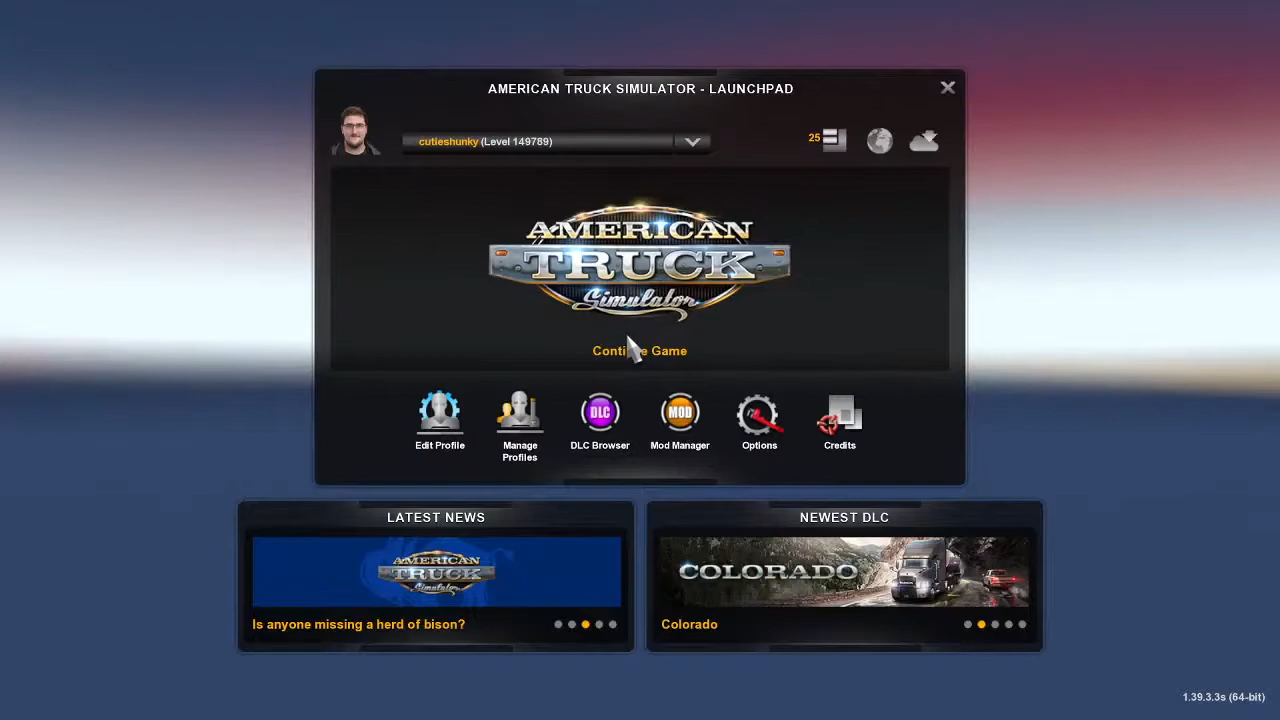 AMERICAN TRUCK SIMULATOR - LAUNCHPAD
cutieshunky (Level 149789)
25
AMERICAN
TRUCK
Simulator
Game
DLC
MOD
Edit Profile
Manage
Profiles
DLC Browser
Mod Manager
Options
Credits
LATEST NEWS
NEWEST DLC
AMERICAN
TRUCK
Simulator
COLORADO
Is anyone missing a herd of bison?
Colorado
1.39.3.3s (64-bit)